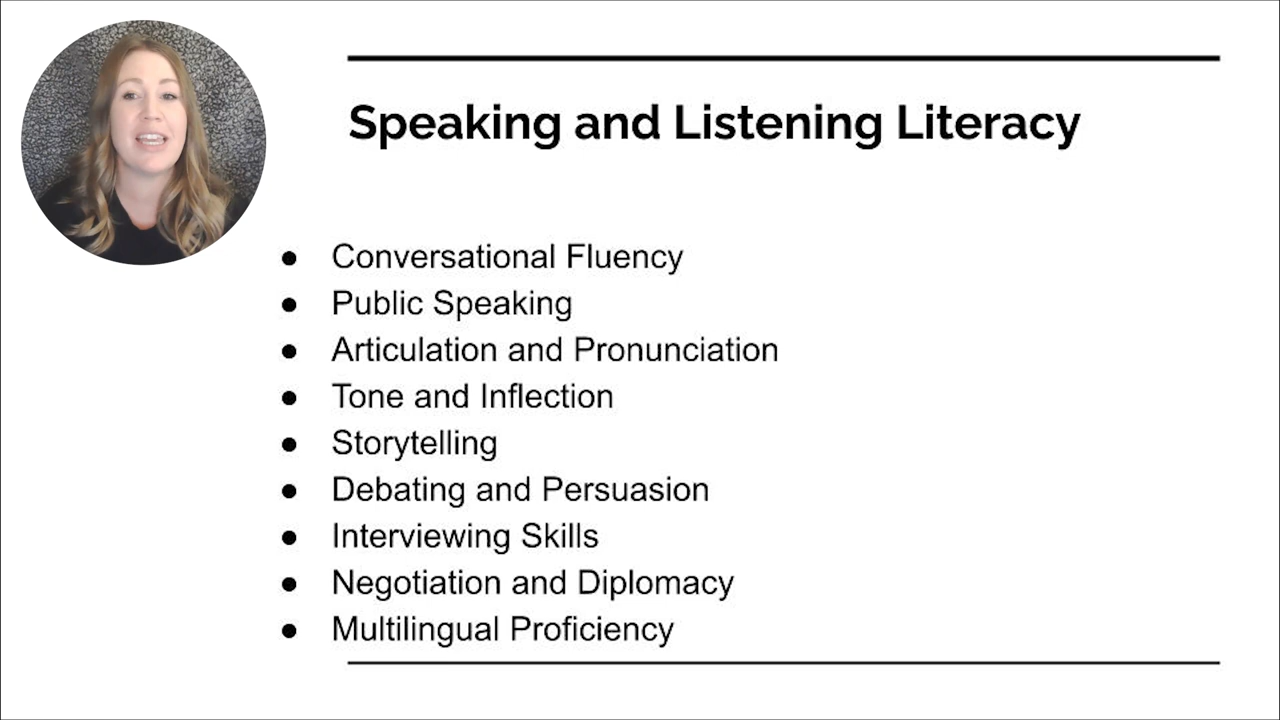 Speaking and Listening Literacy
● Conversational Fluency
● Public Speaking
● Articulation and Pronunciation
● Tone and Inflection
● Storytelling
● Debating and Persuasion
● Interviewing Skills
● Negotiation and Diplomacy
● Multilingual Proficiency